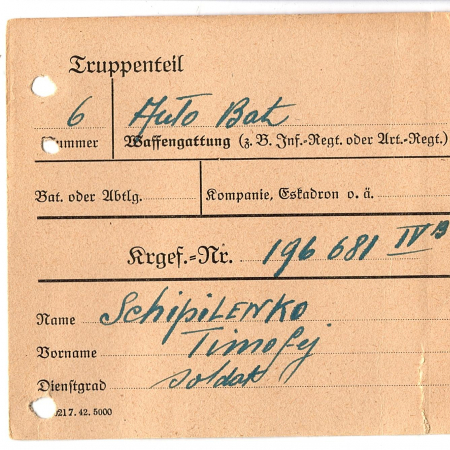 Truppenteil
6 Auto Bat
Nummer Waffengattung (z. B. Inf.-Regt. oder Art.-Regt.)
Bat. oder Abtlg. Kompanie, Eskadron o. ä.
Krgef.-Nr. 196 681 IV B
Name Schipilenko
Vorname Timofej
Dienstgrad soldat
217. 42. 5000